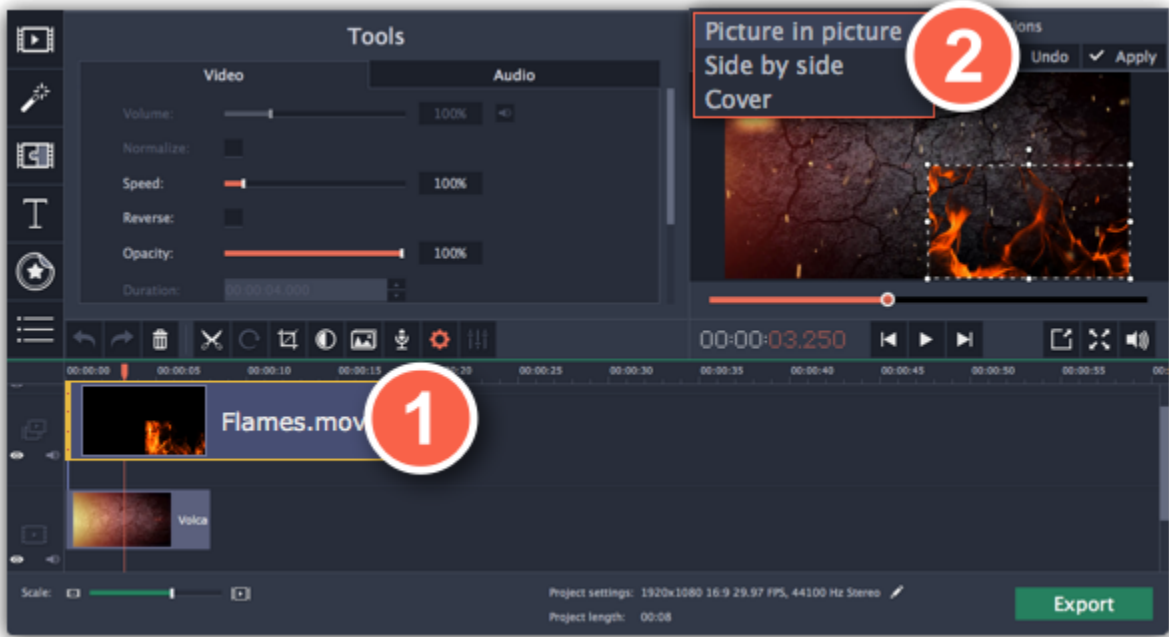 Tools
Video
Audio
Volume:
100%
Normalize:
Speed:
100%
Reverse:
Opacity:
100%
Duration:
00:00:04.000
Picture in picture
Side by side
Cover
2
Undo
Apply
T
00:00:03.250
00:00:00 00:00:05 00:00:10 00:00:15 00:00:25 00:00:30 00:00:35 00:00:40 00:00:45 00:00:50 00:00:55
Flames.mov
1
Volca
Scale:
Project settings: 1920x1080 16:9 29.97 FPS, 44100 Hz Stereo
Project length: 00:08
Export